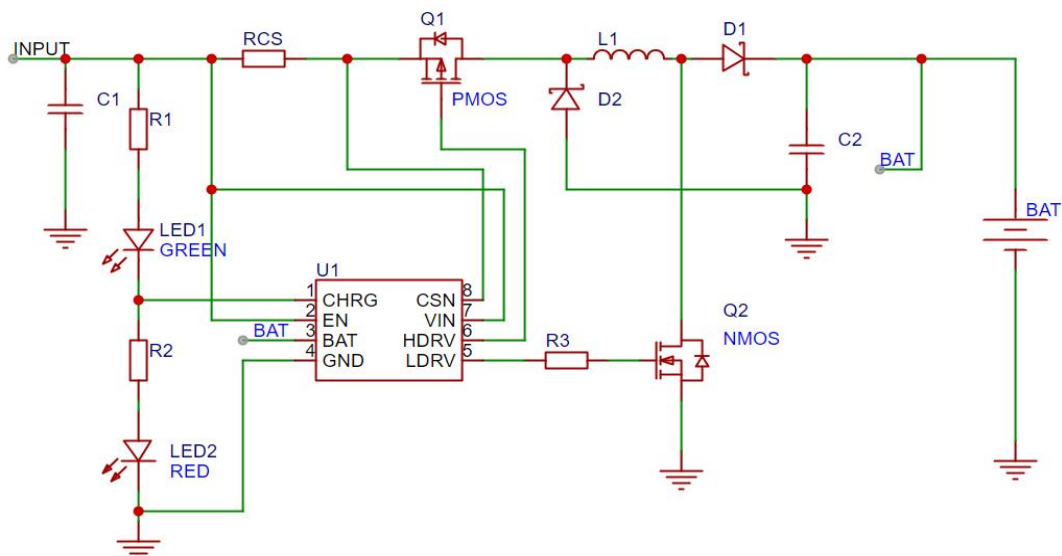 INPUT
RCS
Q1
PMOS
L1
D1
C1
R1
D2
C2
BAT
BAT
LED1
GREEN
U1
1 CHRG CSN 8
2 EN VIN 7
BAT 3 BAT HDRV 6
4 GND LDRV 5
R3
Q2
NMOS
R2
LED2
RED